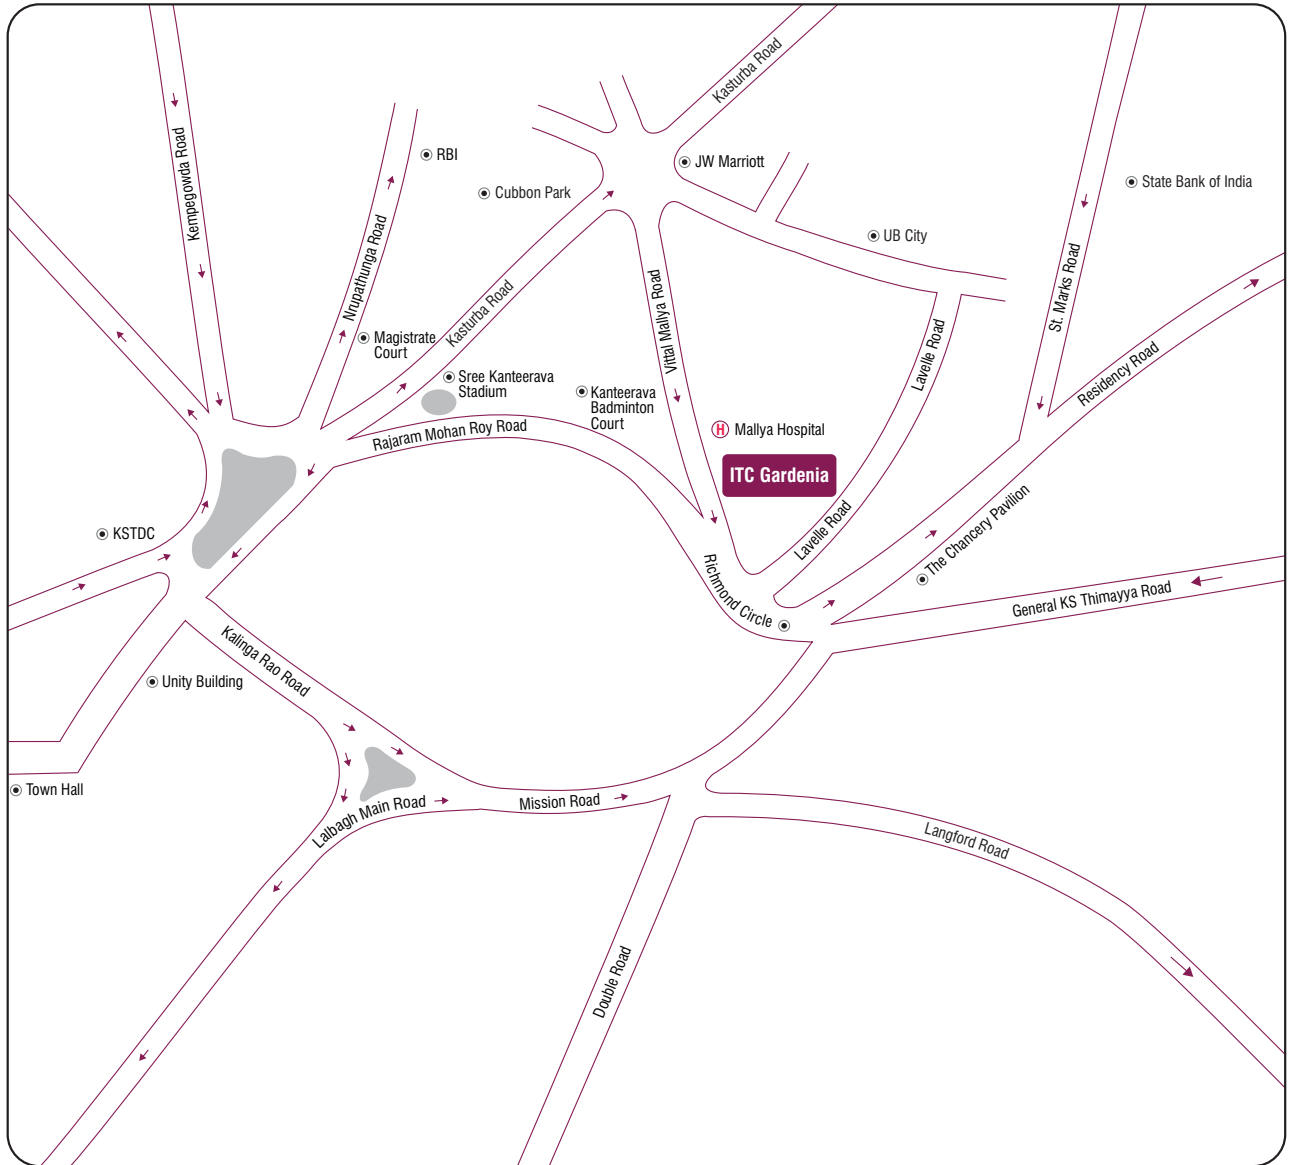 Kasturba Road
Kempegowda Road
RBI
JW Marriott
Cubbon Park
State Bank of India
Nrupathunga Road
UB City
St. Marks Road
Kasturba Road
Vittal Mallya Road
Magistrate
Court
Lavelle Road
Residency Road
Sree Kanteerava
Stadium
Kanteerava
Badminton
Court
Rajaram Mohan Roy Road
H
Mallya Hospital
ITC Gardenia
KSTDC
Lavelle Road
The Chancery Pavilion
Richmond Circle
General KS Thimayya Road
Kalinga Rao Road
Unity Building
Town Hall
Lalbagh Main Road
Mission Road
Langford Road
Double Road